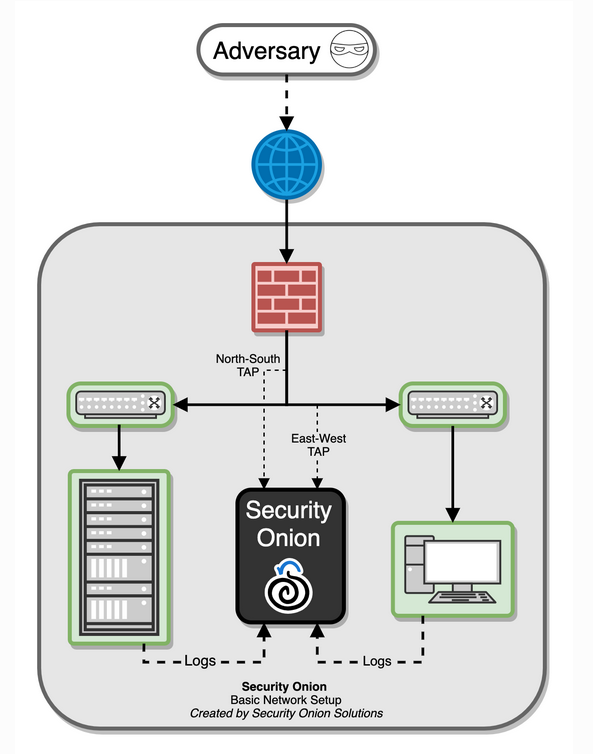 Adversary
North-South
TAP
East-West
TAP
Security
Onion
Logs
Logs
Security Onion
Basic Network Setup
Created by Security Onion Solutions